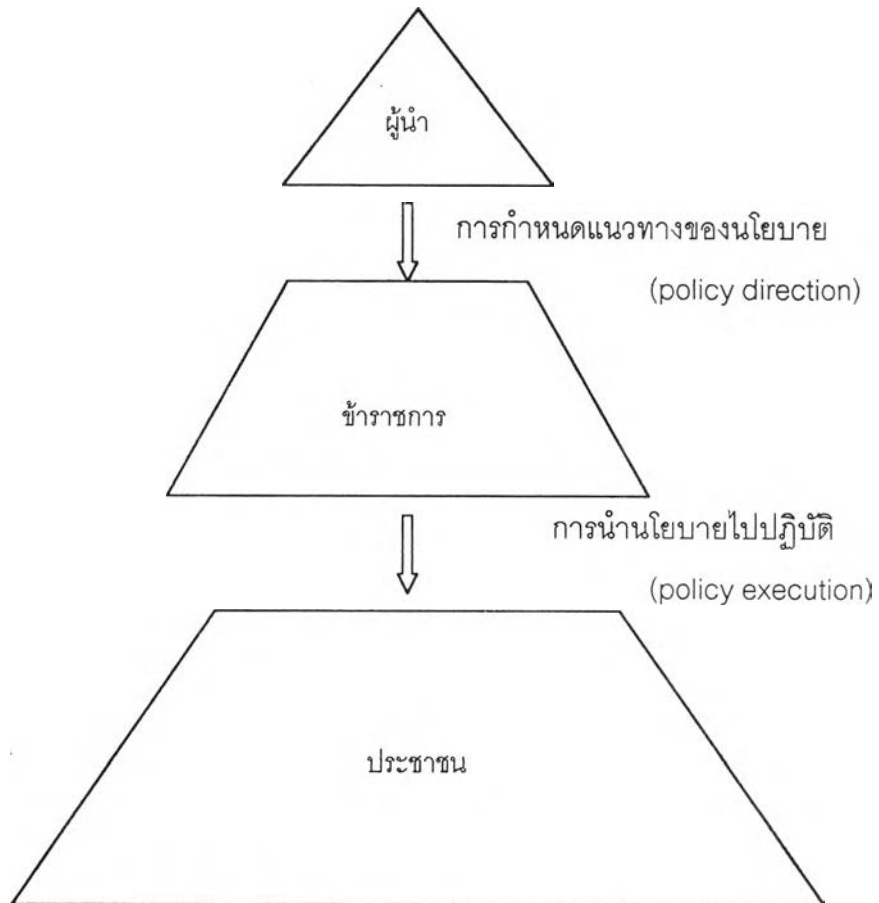 ผู้นำ
การกำหนดแนวทางของนโยบาย
(policy direction)
ข้าราชการ
การนำนโยบายไปปฏิบัติ
(policy execution)
ประชาชน